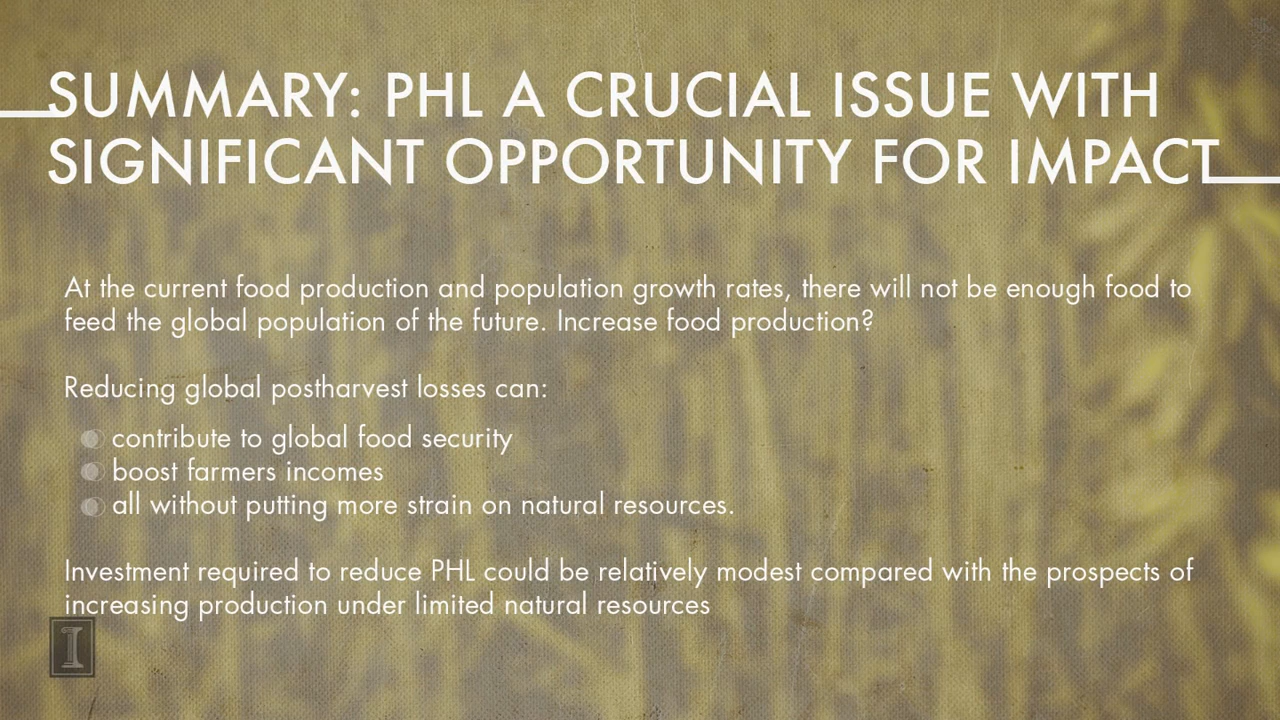 SUMMARY: PHL A CRUCIAL ISSUE WITH
SIGNIFICANT OPPORTUNITY FOR IMPACT
At the current food production and population growth rates, there will not be enough food to
feed the global population of the future. Increase food production?
Reducing global postharvest losses can:
contribute to global food security
boost farmers incomes
all without putting more strain on natural resources.
Investment required to reduce PHL could be relatively modest compared with the prospects of
increasing production under limited natural resources
I